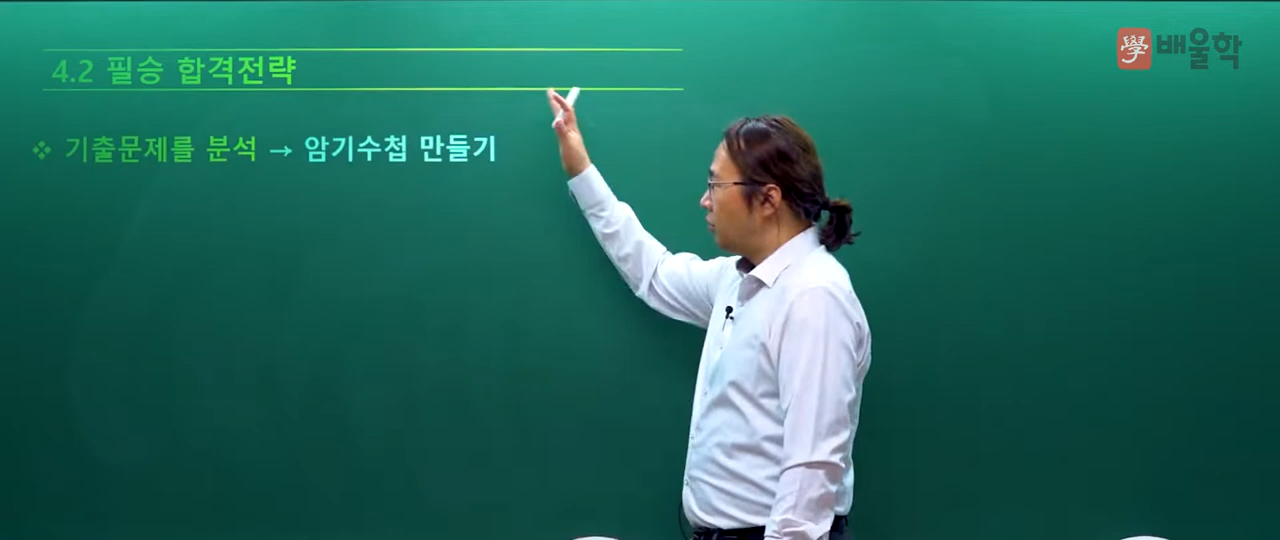 4.2 필승 합격전략
學 배울학
❖ 기출문제를 분석 → 암기수첩 만들기